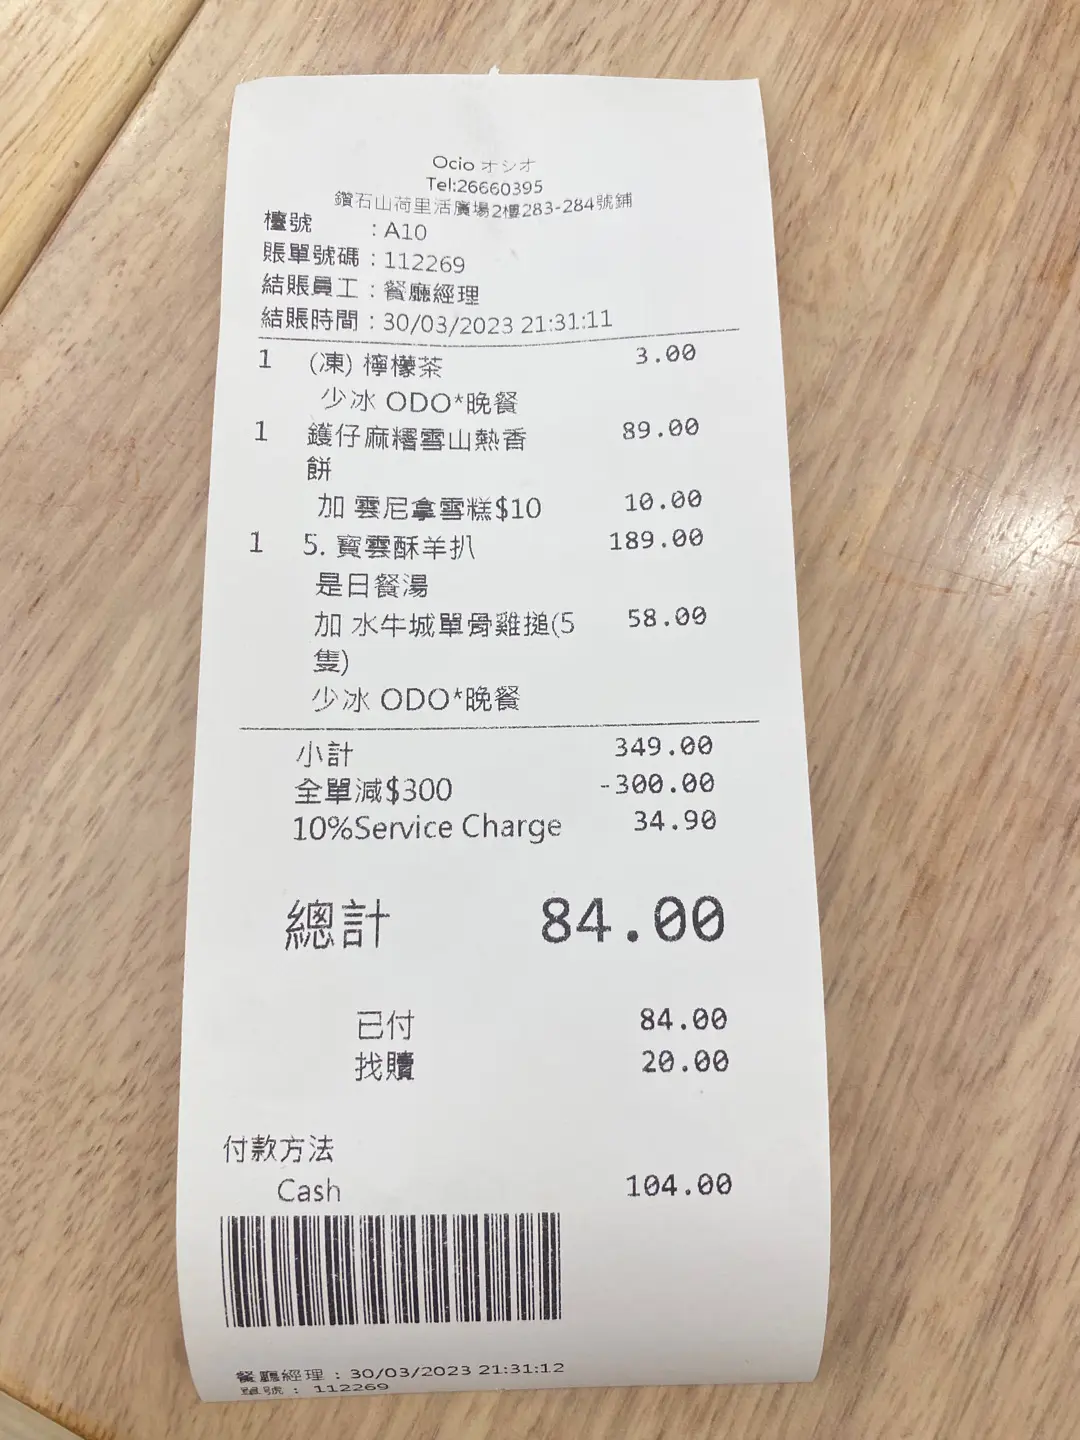 Ocio オシオ
Tel:26660395
鑽石山荷里活廣場2樓283-284號鋪
檯號 : A10
賬單號碼 : 112269
結賬員工 : 餐廳經理
結賬時間 : 30/03/2023 21:31:11
1 (凍) 檸檬茶 3.00
少冰 ODO*晚餐
1 鑊仔麻糬雪山熱香 89.00
餅
加 雲尼拿雪糕$10 10.00
1 5. 寶雲酥羊扒 189.00
是日餐湯
加 水牛城單骨雞搥(5 58.00
隻)
少冰 ODO*晚餐
小計 349.00
全單減$300 -300.00
10%Service Charge 34.90
總計 84.00
已付 84.00
找贖 20.00
付款方法
Cash 104.00
餐廳經理 : 30/03/2023 21:31:12
單號 : 112269